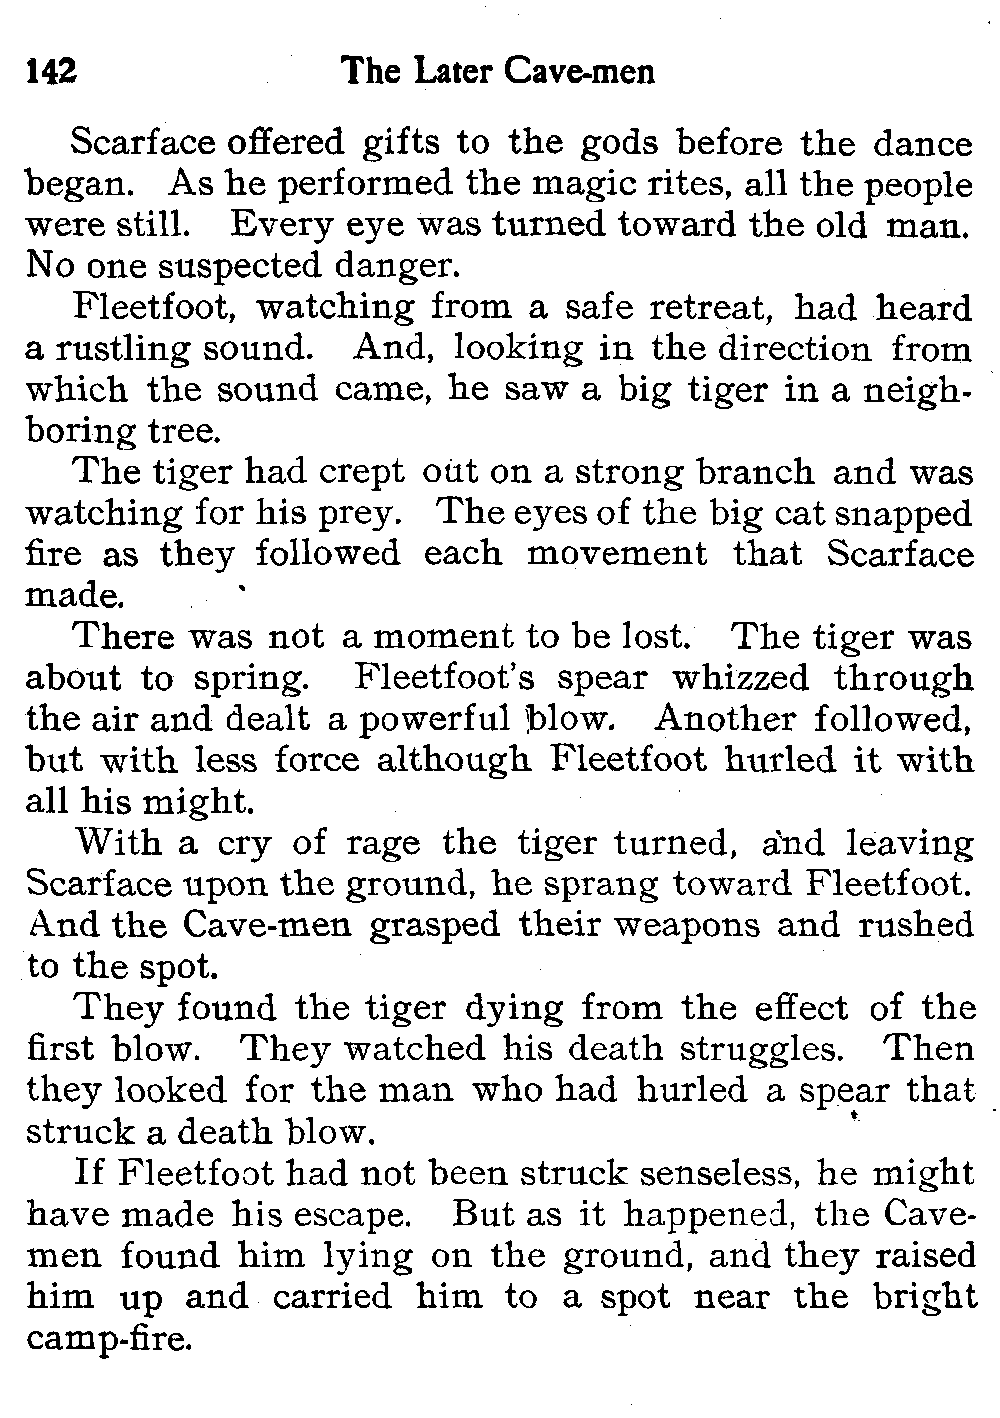 142 The Later Cave-men
Scarface offered gifts to the gods before the dance
began. As he performed the magic rites, all the people
were still. Every eye was turned toward the old man.
No one suspected danger.
Fleetfoot, watching from a safe retreat, had heard
a rustling sound. And, looking in the direction from
which the sound came, he saw a big tiger in a neigh-
boring tree.
The tiger had crept out on a strong branch and was
watching for his prey. The eyes of the big cat snapped
fire as they followed each movement that Scarface
made.
There was not a moment to be lost. The tiger was
about to spring. Fleetfoot's spear whizzed through
the air and dealt a powerful blow. Another followed,
but with less force although Fleetfoot hurled it with
all his might.
With a cry of rage the tiger turned, and leaving
Scarface upon the ground, he sprang toward Fleetfoot.
And the Cave-men grasped their weapons and rushed
to the spot.
They found the tiger dying from the effect of the
first blow. They watched his death struggles. Then
they looked for the man who had hurled a spear that
struck a death blow.
If Fleetfoot had not been struck senseless, he might
have made his escape. But as it happened, the Cave-
men found him lying on the ground, and they raised
him up and carried him to a spot near the bright
camp-fire.